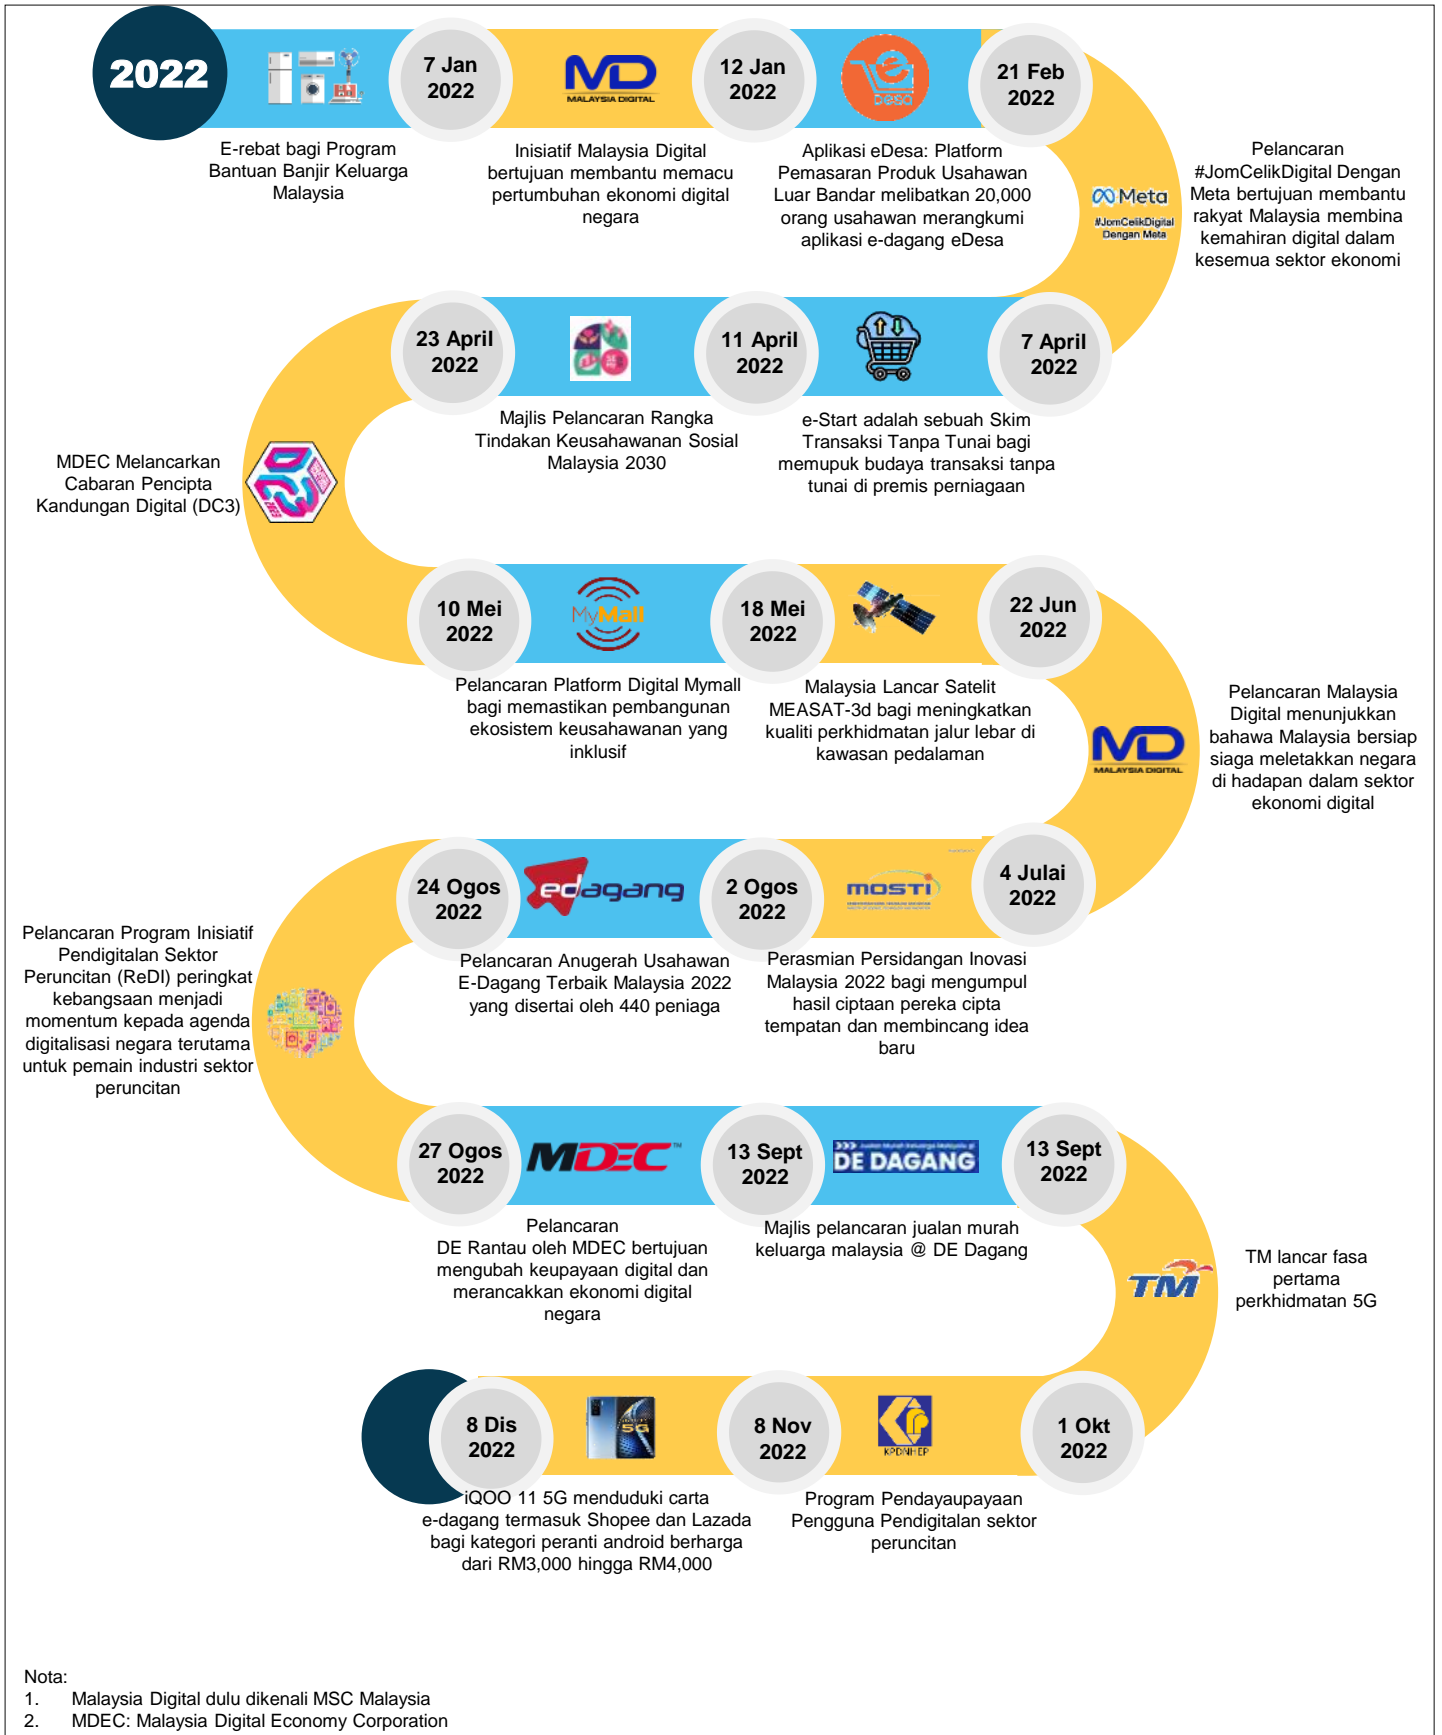 2022
7 Jan
2022
MD
MALAYSIA DIGITAL
12 Jan
2022
e
DESA
21 Feb
2022
E-rebat bagi Program
Bantuan Banjir Keluarga
Malaysia
Inisiatif Malaysia Digital
bertujuan membantu memacu
pertumbuhan ekonomi digital
negara
Aplikasi eDesa: Platform
Pemasaran Produk Usahawan
Luar Bandar melibatkan 20,000
orang usahawan merangkumi
aplikasi e-dagang eDesa
Meta
#JomCelikDigital
Dengan Meta
Pelancaran
#JomCelikDigital Dengan
Meta bertujuan membantu
rakyat Malaysia membina
kemahiran digital dalam
kesemua sektor ekonomi
23 April
2022
11 April
2022
7 April
2022
Majlis Pelancaran Rangka
Tindakan Keusahawanan Sosial
Malaysia 2030
e-Start adalah sebuah Skim
Transaksi Tanpa Tunai bagi
memupuk budaya transaksi tanpa
tunai di premis perniagaan
MDEC Melancarkan
Cabaran Pencipta
Kandungan Digital (DC3)
10 Mei
2022
MyMall
18 Mei
2022
22 Jun
2022
Pelancaran Platform Digital Mymall
bagi memastikan pembangunan
ekosistem keusahawanan yang
inklusif
Malaysia Lancar Satelit
MEASAT-3d bagi meningkatkan
kualiti perkhidmatan jalur lebar di
kawasan pedalaman
MD
MALAYSIA DIGITAL
Pelancaran Malaysia
Digital menunjukkan
bahawa Malaysia bersiap
siaga meletakkan negara
di hadapan dalam sektor
ekonomi digital
24 Ogos
2022
edagang
2 Ogos
2022
MOSTI
4 Julai
2022
Pelancaran Anugerah Usahawan
E-Dagang Terbaik Malaysia 2022
yang disertai oleh 440 peniaga
Perasmian Persidangan Inovasi
Malaysia 2022 bagi mengumpul
hasil ciptaan pereka cipta
tempatan dan membincang idea
baru
Pelancaran Program Inisiatif
Pendigitalan Sektor
Peruncitan (ReDI) peringkat
kebangsaan menjadi
momentum kepada agenda
digitalisasi negara terutama
untuk pemain industri sektor
peruncitan
27 Ogos
2022
MDEC™
13 Sept
2022
>>> Jualan Murah Keluarga Malaysia @
DE DAGANG
13 Sept
2022
Pelancaran
DE Rantau oleh MDEC bertujuan
mengubah keupayaan digital dan
merancakkan ekonomi digital
negara
Majlis pelancaran jualan murah
keluarga malaysia @ DE Dagang
TM
TM lancar fasa
pertama
perkhidmatan 5G
8 Dis
2022
5G
8 Nov
2022
KPDNHEP
1 Okt
2022
iQOO 11 5G menduduki carta
e-dagang termasuk Shopee dan Lazada
bagi kategori peranti android berharga
dari RM3,000 hingga RM4,000
Program Pendayaupayaan
Pengguna Pendigitalan sektor
peruncitan
Nota:
1. Malaysia Digital dulu dikenali MSC Malaysia
2. MDEC: Malaysia Digital Economy Corporation